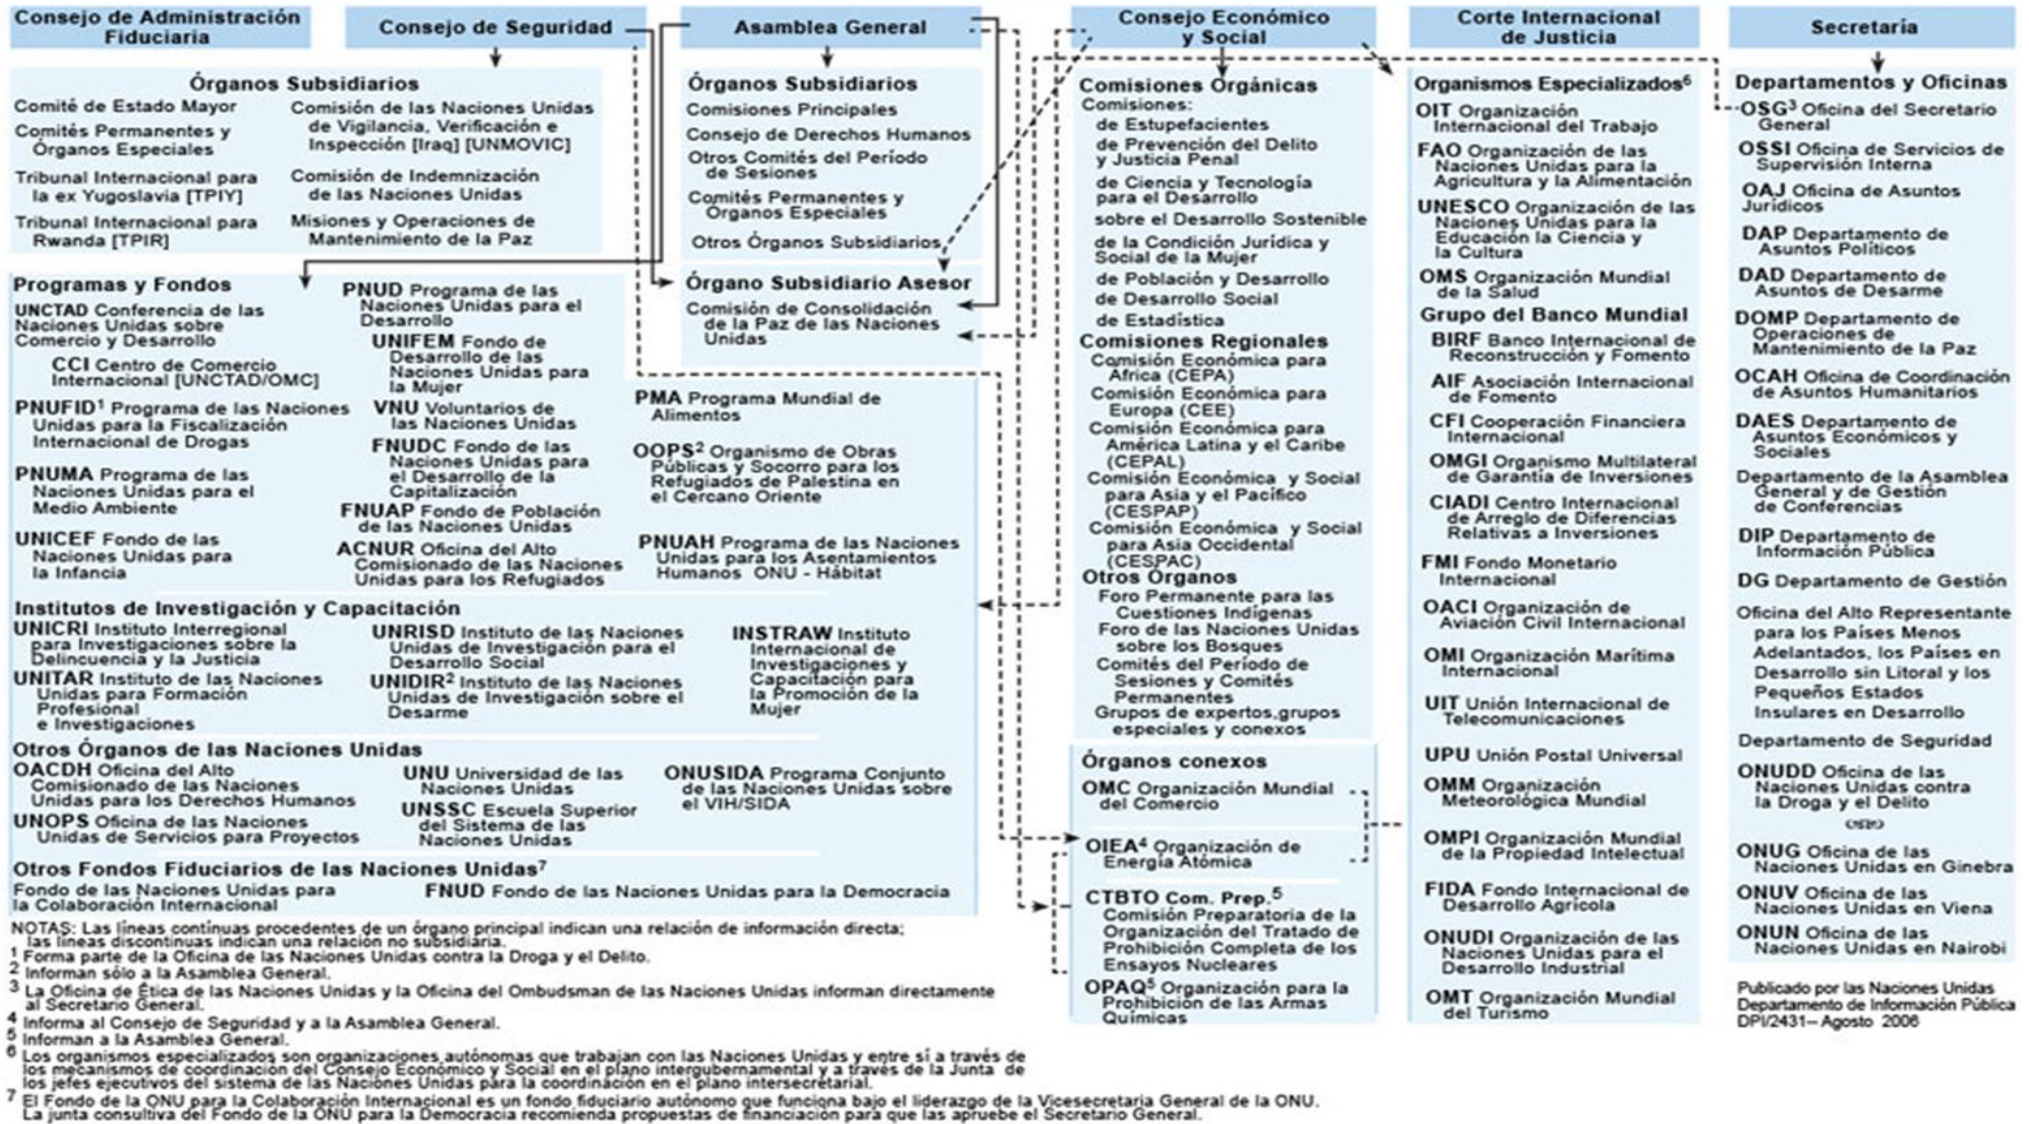 Consejo de Administración
Fiduciaria
Consejo de Seguridad
Asamblea General
Consejo Económico
y Social
Corte Internacional
de Justicia
Secretaría
Órganos Subsidiarios
Comité de Estado Mayor
Comités Permanentes y
Órganos Especiales
Tribunal Internacional para
la ex Yugoslavia [TPIY]
Tribunal Internacional para
Rwanda [TPIR]
Comisión de las Naciones Unidas
de Vigilancia, Verificación e
Inspección [Iraq] [UNMOVIC]
Comisión de Indemnización
de las Naciones Unidas
Misiones y Operaciones de
Mantenimiento de la Paz
Órganos Subsidiarios
Comisiones Principales
Consejo de Derechos Humanos
Otros Comités del Período
de Sesiones
Comités Permanentes y
Órganos Especiales
Otros Órganos Subsidiarios
Órgano Subsidiario Asesor
Comisión de Consolidación
de la Paz de las Naciones
Unidas
Programas y Fondos
UNCTAD Conferencia de las
Naciones Unidas sobre
Comercio y Desarrollo
CCI Centro de Comercio
Internacional [UNCTAD/OMC]
PNUFID¹ Programa de las Naciones
Unidas para la Fiscalización
Internacional de Drogas
PNUMA Programa de las
Naciones Unidas para el
Medio Ambiente
UNICEF Fondo de las
Naciones Unidas para
la Infancia
PNUD Programa de las
Naciones Unidas para el
Desarrollo
UNIFEM Fondo de
Desarrollo de las
Naciones Unidas para
la Mujer
VNU Voluntarios de
las Naciones Unidas
FNUDC Fondo de las
Naciones Unidas para
el Desarrollo de la
Capitalización
FNUAP Fondo de Población
de las Naciones Unidas
ACNUR Oficina del Alto
Comisionado de las Naciones
Unidas para los Refugiados
PMA Programa Mundial de
Alimentos
OOPS² Organismo de Obras
Públicas y Socorro para los
Refugiados de Palestina en
el Cercano Oriente
PNUAH Programa de las Naciones
Unidas para los Asentamientos
Humanos ONU - Hábitat
Institutos de Investigación y Capacitación
UNICRI Instituto Interregional
para Investigaciones sobre la
Delincuencia y la Justicia
UNITAR Instituto de las Naciones
Unidas para Formación
Profesional
e Investigaciones
UNRISD Instituto de las Naciones
Unidas de Investigación para el
Desarrollo Social
UNIDIR² Instituto de las Naciones
Unidas de Investigación sobre el
Desarme
INSTRAW Instituto
Internacional de
Investigaciones y
Capacitación para
la Promoción de la
Mujer
Otros Órganos de las Naciones Unidas
OACDH Oficina del Alto
Comisionado de las Naciones
Unidas para los Derechos Humanos
UNOPS Oficina de las Naciones
Unidas de Servicios para Proyectos
UNU Universidad de las
Naciones Unidas
UNSSC Escuela Superior
del Sistema de las
Naciones Unidas
ONUSIDA Programa Conjunto
de las Naciones Unidas sobre
el VIH/SIDA
Otros Fondos Fiduciarios de las Naciones Unidas⁷
Fondo de las Naciones Unidas para
la Colaboración Internacional
FNUD Fondo de las Naciones Unidas para la Democracia
Comisiones Orgánicas
Comisiones:
de Estupefacientes
de Prevención del Delito
y Justicia Penal
de Ciencia y Tecnología
para el Desarrollo
sobre el Desarrollo Sostenible
de la Condición Jurídica y
Social de la Mujer
de Población y Desarrollo
de Desarrollo Social
de Estadística
Comisiones Regionales
Comisión Económica para
África (CEPA)
Comisión Económica para
Europa (CEE)
Comisión Económica para
América Latina y el Caribe
(CEPAL)
Comisión Económica y Social
para Asia y el Pacífico
(CESPAP)
Comisión Económica y Social
para Asia Occidental
(CESPAC)
Otros Órganos
Foro Permanente para las
Cuestiones Indígenas
Foro de las Naciones Unidas
sobre los Bosques
Comités del Período de
Sesiones y Comités
Permanentes
Grupos de expertos,grupos
especiales y conexos
Órganos conexos
OMC Organización Mundial
del Comercio
OIEA⁴ Organización de
Energía Atómica
CTBTO Com. Prep.⁵
Comisión Preparatoria de la
Organización del Tratado de
Prohibición Completa de los
Ensayos Nucleares
OPAQ⁵ Organización para la
Prohibición de las Armas
Químicas
Organismos Especializados⁶
OIT Organización
Internacional del Trabajo
FAO Organización de las
Naciones Unidas para la
Agricultura y la Alimentación
UNESCO Organización de las
Naciones Unidas para la
Educación la Ciencia y
la Cultura
OMS Organización Mundial
de la Salud
Grupo del Banco Mundial
BIRF Banco Internacional de
Reconstrucción y Fomento
AIF Asociación Internacional
de Fomento
CFI Cooperación Financiera
Internacional
OMGI Organismo Multilateral
de Garantía de Inversiones
CIADI Centro Internacional
de Arreglo de Diferencias
Relativas a Inversiones
FMI Fondo Monetario
Internacional
OACI Organización de
Aviación Civil Internacional
OMI Organización Marítima
Internacional
UIT Unión Internacional de
Telecomunicaciones
UPU Unión Postal Universal
OMM Organización
Meteorológica Mundial
OMPI Organización Mundial
de la Propiedad Intelectual
FIDA Fondo Internacional de
Desarrollo Agrícola
ONUDI Organización de las
Naciones Unidas para el
Desarrollo Industrial
OMT Organización Mundial
del Turismo
Departamentos y Oficinas
OSG³ Oficina del Secretario
General
OSSI Oficina de Servicios de
Supervisión Interna
OAJ Oficina de Asuntos
Jurídicos
DAP Departamento de
Asuntos Políticos
DAD Departamento de
Asuntos de Desarme
DOMP Departamento de
Operaciones de
Mantenimiento de la Paz
OCAH Oficina de Coordinación
de Asuntos Humanitarios
DAES Departamento de
Asuntos Económicos y
Sociales
Departamento de la Asamblea
General y de Gestión
de Conferencias
DIP Departamento de
Información Pública
DG Departamento de Gestión
Oficina del Alto Representante
para los Países Menos
Adelantados, los Países en
Desarrollo sin Litoral y los
Pequeños Estados
Insulares en Desarrollo
Departamento de Seguridad
ONUDD Oficina de las
Naciones Unidas contra
la Droga y el Delito
ONUG Oficina de las
Naciones Unidas en Ginebra
ONUV Oficina de las
Naciones Unidas en Viena
ONUN Oficina de las
Naciones Unidas en Nairobi
NOTAS: Las líneas contínuas procedentes de un órgano principal indican una relación de información directa;
las líneas discontinuas indican una relación no subsidiaria.
¹ Forma parte de la Oficina de las Naciones Unidas contra la Droga y el Delito.
² Informan sólo a la Asamblea General.
³ La Oficina de Ética de las Naciones Unidas y la Oficina del Ombudsman de las Naciones Unidas informan directamente
al Secretario General.
⁴ Informa al Consejo de Seguridad y a la Asamblea General.
⁵ Informan a la Asamblea General.
⁶ Los organismos especializados son organizaciones autónomas que trabajan con las Naciones Unidas y entre sí a través de
los mecanismos de coordinación del Consejo Económico y Social en el plano intergubernamental y a través de la Junta de
los jefes ejecutivos del sistema de las Naciones Unidas para la coordinación en el plano intersecretarial.
⁷ El Fondo de la ONU para la Colaboración Internacional es un fondo fiduciario autónomo que funciona bajo el liderazgo de la Vicesecretaria General de la ONU.
La junta consultiva del Fondo de la ONU para la Democracia recomienda propuestas de financiación para que las apruebe el Secretario General.
Publicado por las Naciones Unidas
Departamento de Información Pública
DPI/2431– Agosto 2006